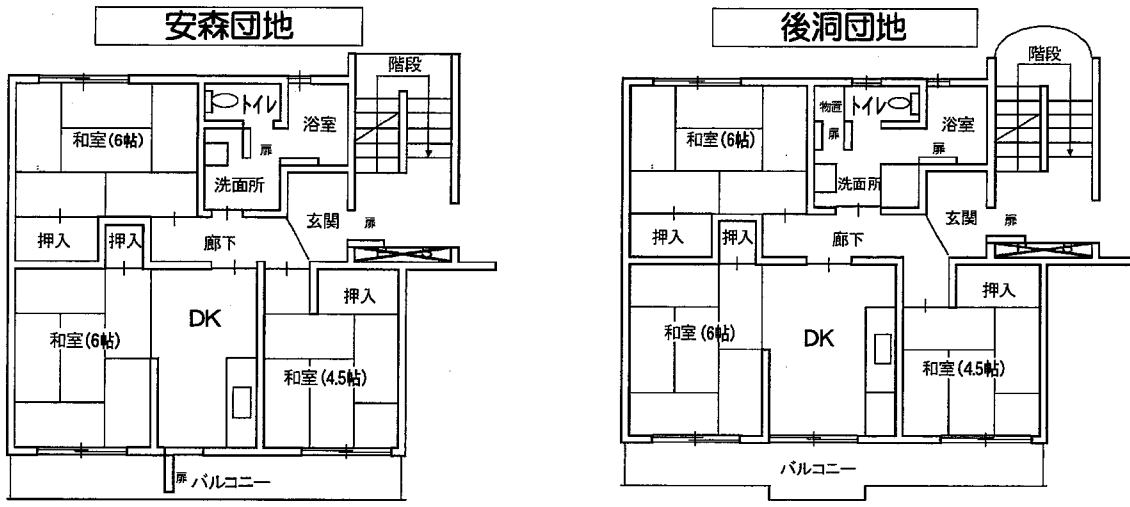 安森団地
階段
トイレ
浴室
和室(6帖)
扉
洗面所
玄関
扉
押入
押入
廊下
押入
DK
和室(6帖)
和室(4.5帖)
扉
バルコニー
後洞団地
階段
物置
トイレ
浴室
和室(6帖)
扉
扉
洗面所
玄関
扉
押入
押入
廊下
押入
和室(6帖)
DK
和室(4.5帖)
バルコニー